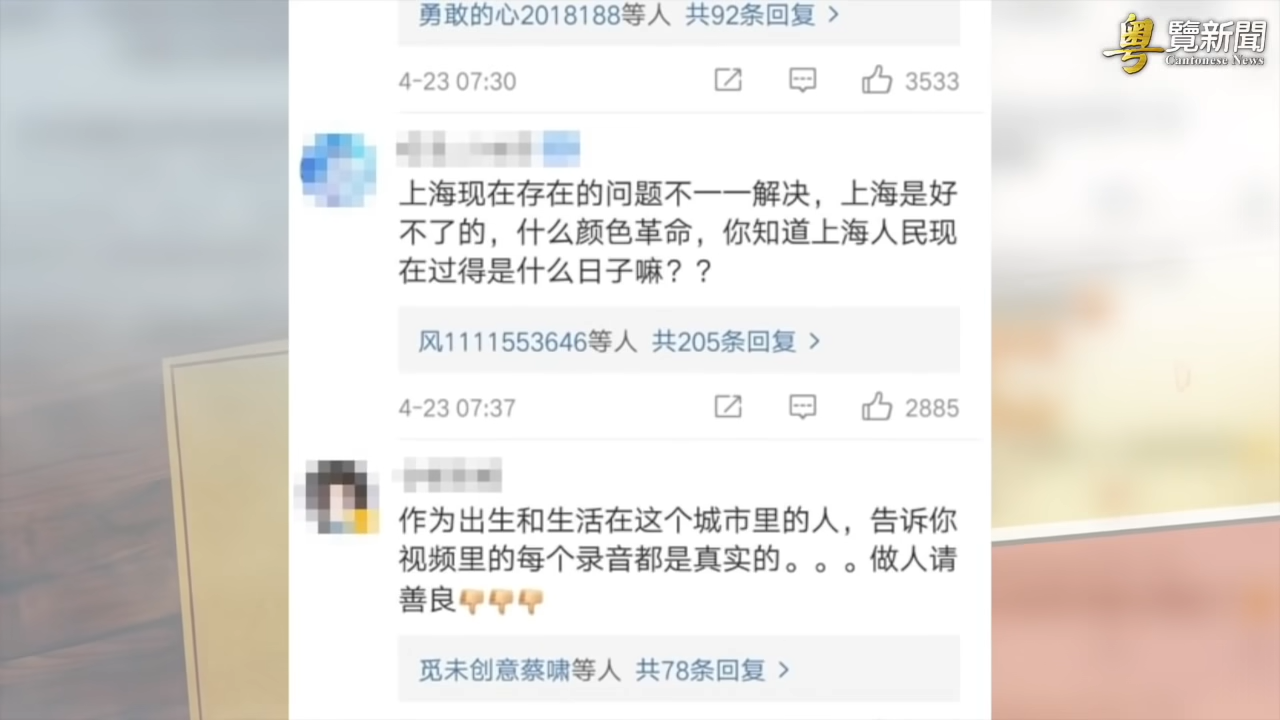 勇敢的心2018188等人 共92条回复 >
粤覽新聞
Cantonese News
4-23 07:30 3533
上海现在存在的问题不一一解决，上海是好
不了的，什么颜色革命，你知道上海人民现
在过得是什么日子嘛？？
风1111553646等人 共205条回复 >
4-23 07:37 2885
作为出生和生活在这个城市里的人，告诉你
视频里的每个录音都是真实的。。。做人请
善良👎👎👎
觅未创意蔡啸等人 共78条回复 >